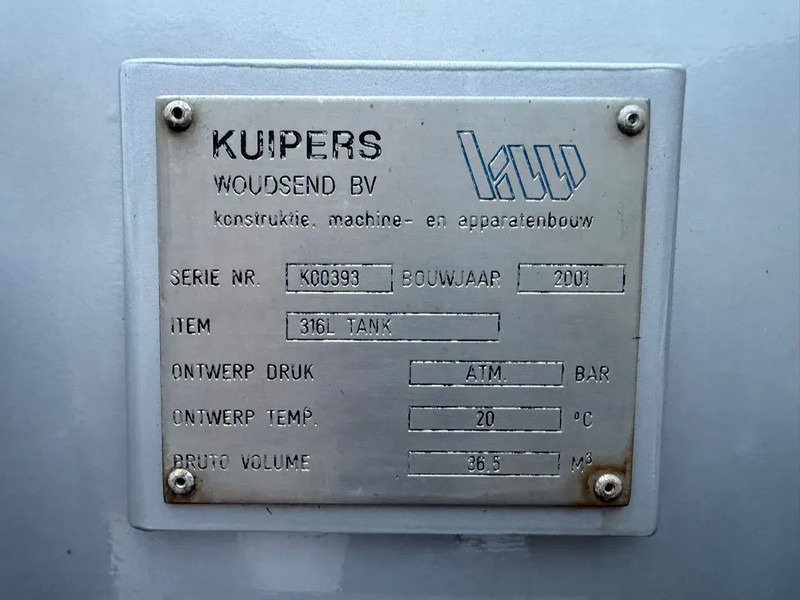 KUIPERS
WOUDSEND BV
kw
konstruktie, machine- en apparatenbouw
SERIE NR. K00393 BOUWJAAR 2001
ITEM 316L TANK
ONTWERP DRUK ATM. BAR
ONTWERP TEMP. 20 °C
BRUTO VOLUME 36.5 M³